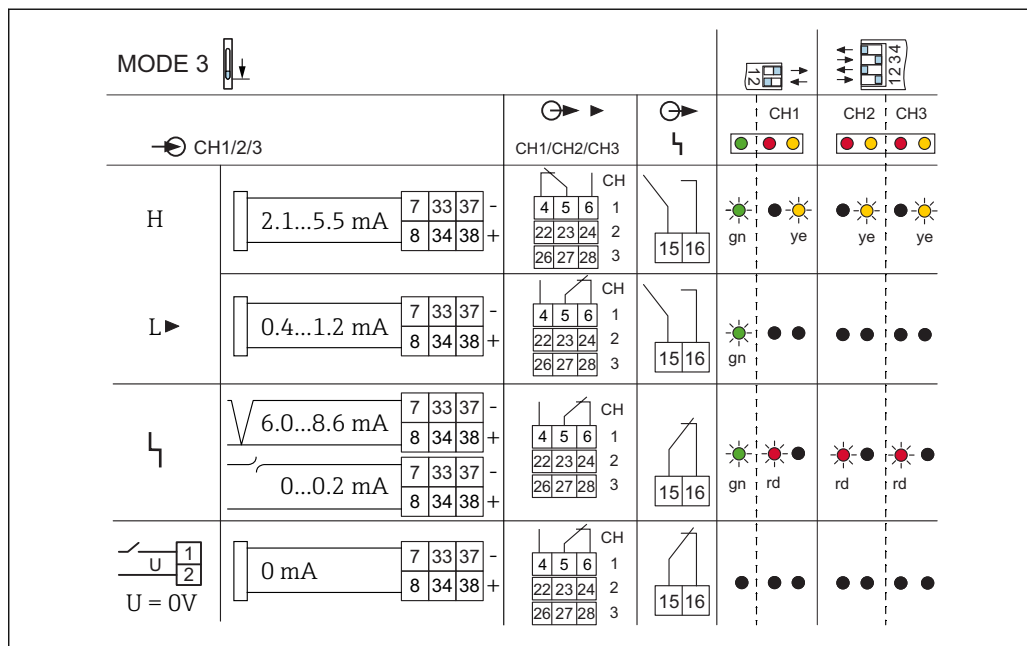 MODE 3
12
1234
CH1 CH2 CH3
CH1/2/3
CH1/CH2/CH3
H
2.1...5.5 mA
7 33 37 -
8 34 38 +
CH
4 5 6 1
22 23 24 2
26 27 28 3
15 16
gn ye ye ye
L
0.4...1.2 mA
7 33 37 -
8 34 38 +
CH
4 5 6 1
22 23 24 2
26 27 28 3
15 16
gn
6.0...8.6 mA
7 33 37 -
8 34 38 +
0...0.2 mA
7 33 37 -
8 34 38 +
CH
4 5 6 1
22 23 24 2
26 27 28 3
15 16
gn rd rd rd
1
U
2
U = 0V
0 mA
7 33 37 -
8 34 38 +
CH
4 5 6 1
22 23 24 2
26 27 28 3
15 16